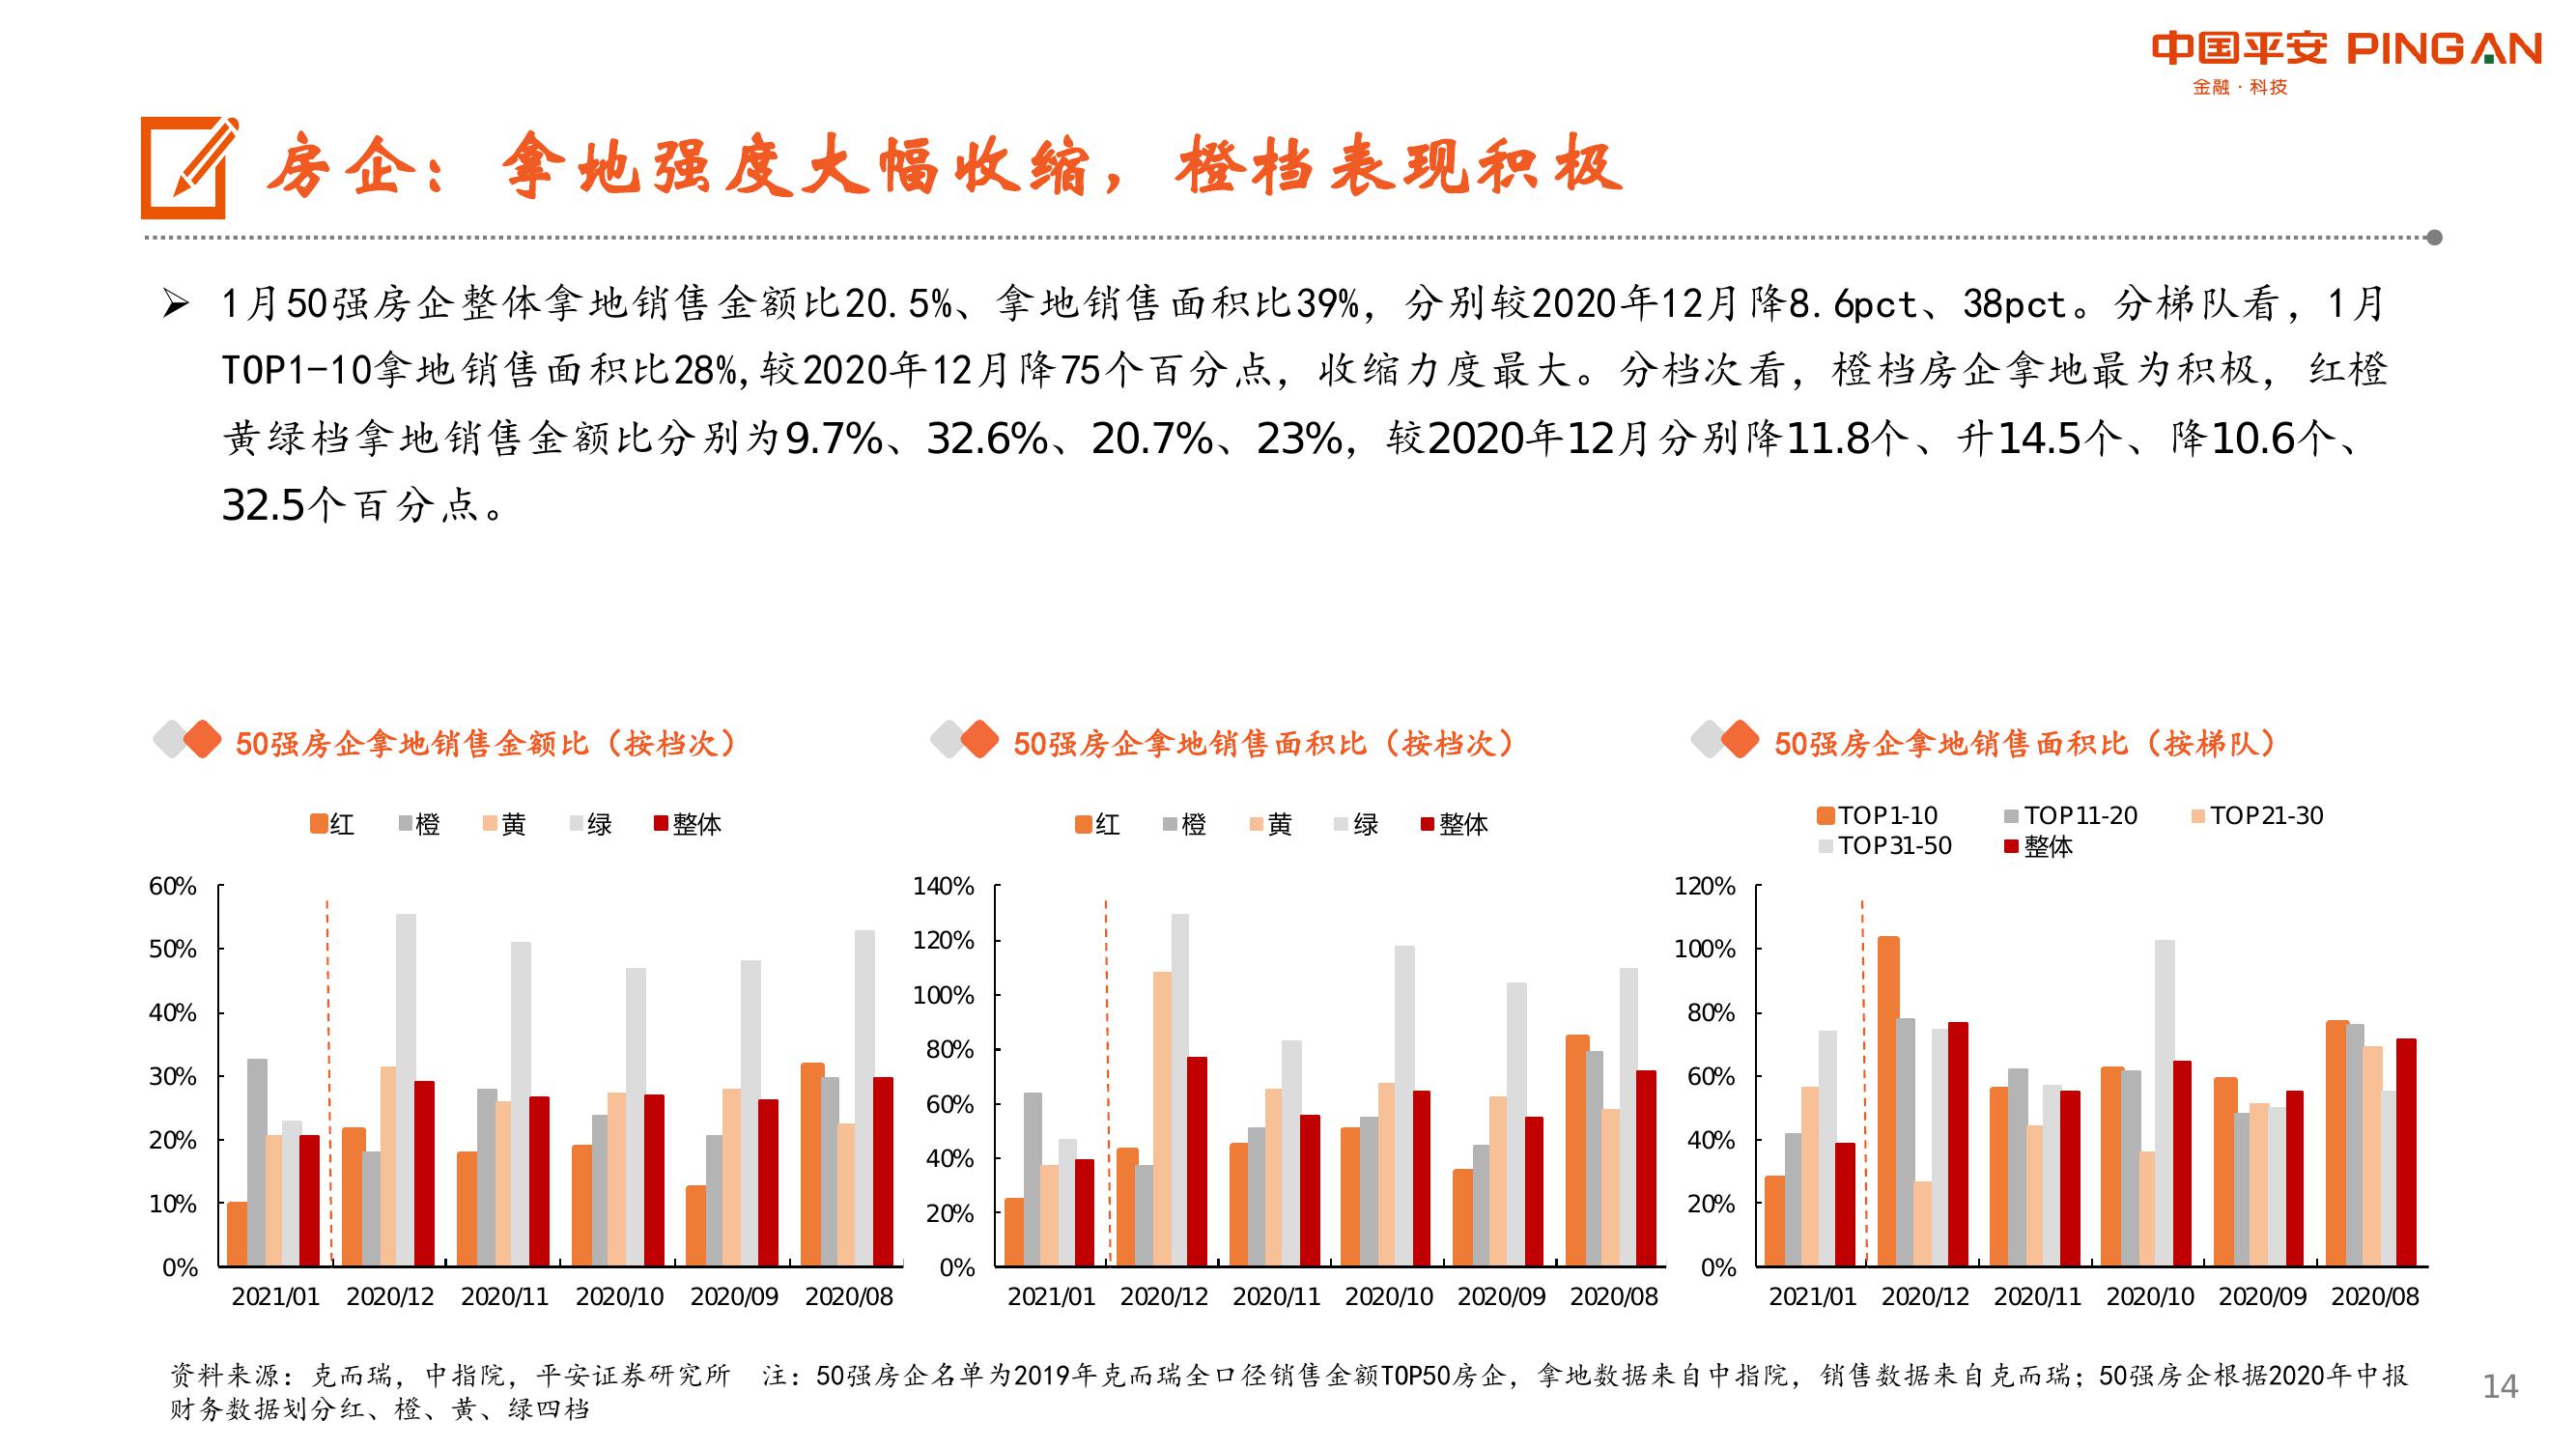 中国平安 PINGAN
金融·科技
房企：拿地强度大幅收缩，橙档表现积极
➢ 1月50强房企整体拿地销售金额比20.5%、拿地销售面积比39%，分别较2020年12月降8.6pct、38pct。分梯队看，1月
TOP1-10拿地销售面积比28%,较2020年12月降75个百分点，收缩力度最大。分档次看，橙档房企拿地最为积极，红橙
黄绿档拿地销售金额比分别为9.7%、32.6%、20.7%、23%，较2020年12月分别降11.8个、升14.5个、降10.6个、
32.5个百分点。
50强房企拿地销售金额比（按档次）
红 橙 黄 绿 整体
60%
50%
40%
30%
20%
10%
0%
2021/01 2020/12 2020/11 2020/10 2020/09 2020/08
50强房企拿地销售面积比（按档次）
红 橙 黄 绿 整体
140%
120%
100%
80%
60%
40%
20%
0%
2021/01 2020/12 2020/11 2020/10 2020/09 2020/08
50强房企拿地销售面积比（按梯队）
TOP1-10 TOP11-20 TOP21-30
TOP31-50 整体
120%
100%
80%
60%
40%
20%
0%
2021/01 2020/12 2020/11 2020/10 2020/09 2020/08
资料来源：克而瑞，中指院，平安证券研究所 注：50强房企名单为2019年克而瑞全口径销售金额TOP50房企，拿地数据来自中指院，销售数据来自克而瑞；50强房企根据2020年中报
财务数据划分红、橙、黄、绿四档
14